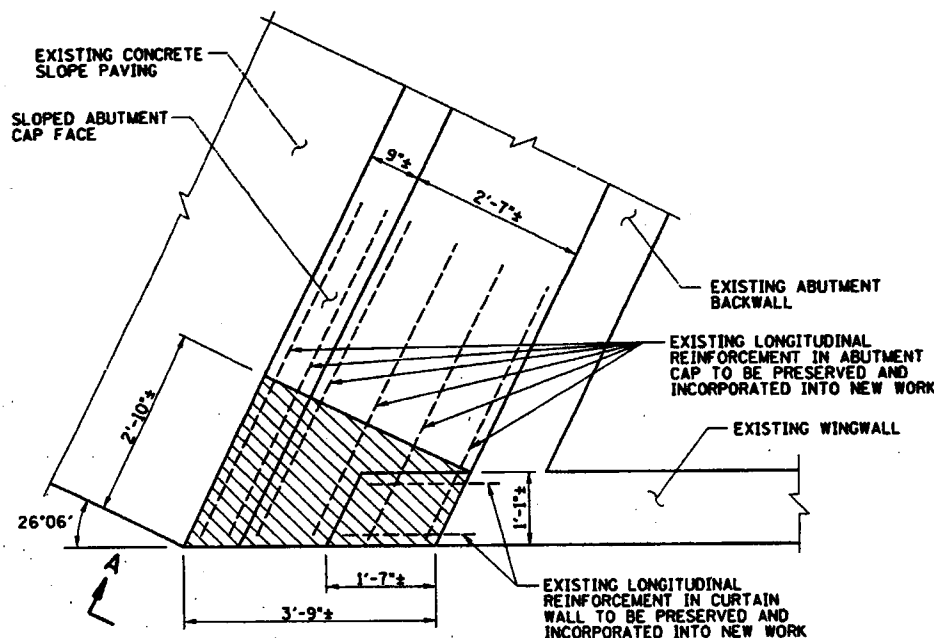 EXISTING CONCRETE
SLOPE PAVING
SLOPED ABUTMENT
CAP FACE
9"±
2'-7"±
EXISTING ABUTMENT
BACKWALL
EXISTING LONGITUDINAL
REINFORCEMENT IN ABUTMENT
CAP TO BE PRESERVED AND
INCORPORATED INTO NEW WORK
2'-10"±
EXISTING WINGWALL
26°06'
1'-1"±
A
1'-7"±
3'-9"±
EXISTING LONGITUDINAL
REINFORCEMENT IN CURTAIN
WALL TO BE PRESERVED AND
INCORPORATED INTO NEW WORK